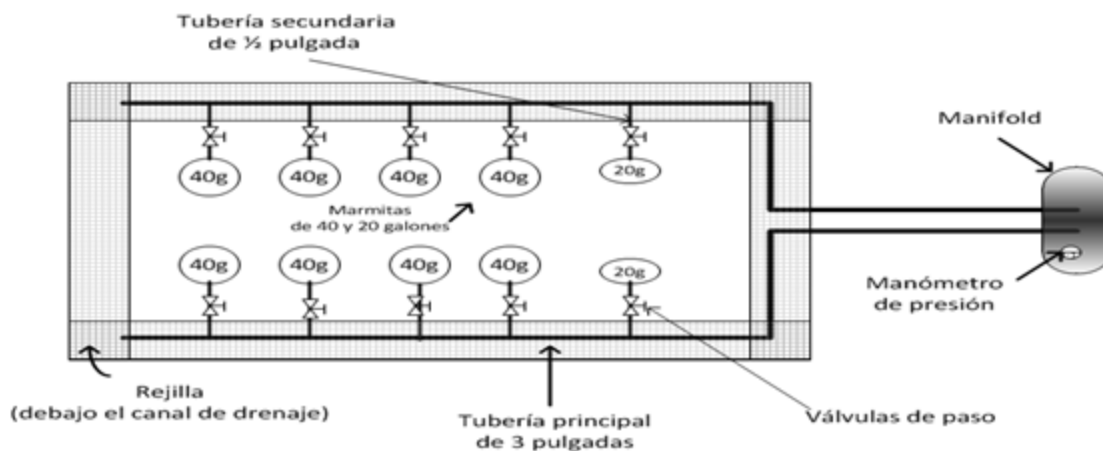 Tubería secundaria
de ½ pulgada
Manifold
40g
40g
40g
40g
20g
Marmitas
de 40 y 20 galones
40g
40g
40g
40g
20g
Manómetro
de presión
Rejilla
(debajo el canal de drenaje)
Tubería principal
de 3 pulgadas
Válvulas de paso